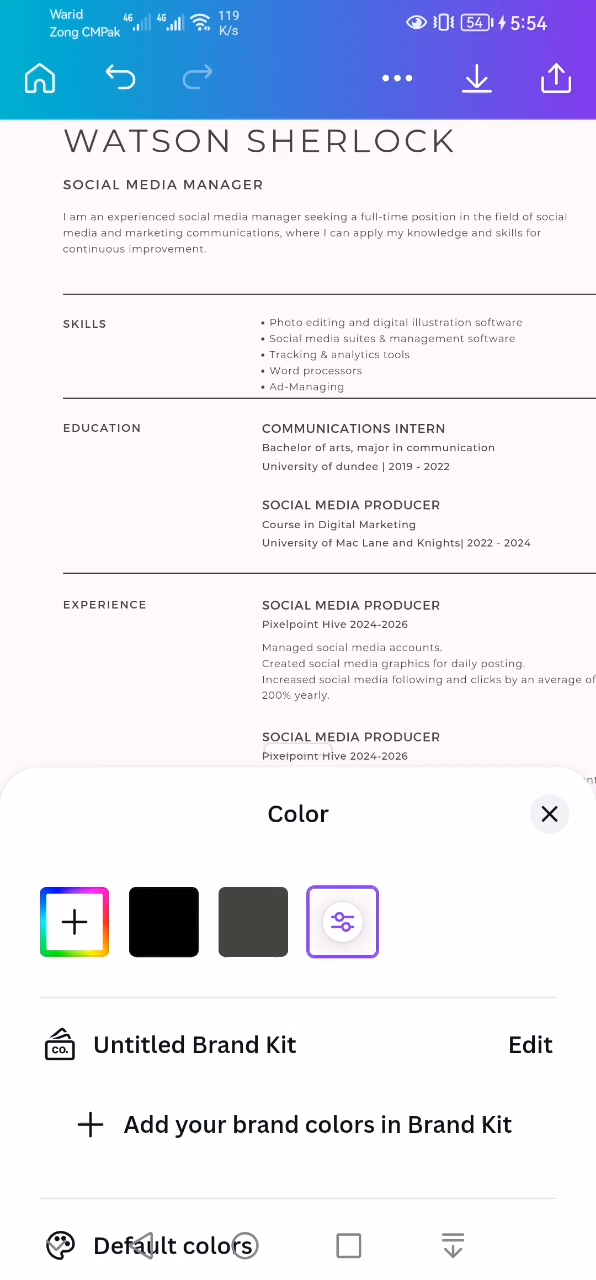 Warid
Zong CMPak
4G
4G
119
K/s
54
5:54
WATSON SHERLOCK
SOCIAL MEDIA MANAGER
I am an experienced social media manager seeking a full-time position in the field of social
media and marketing communications, where I can apply my knowledge and skills for
continuous improvement.
SKILLS
• Photo editing and digital illustration software
• Social media suites & management software
• Tracking & analytics tools
• Word processors
• Ad-Managing
EDUCATION
COMMUNICATIONS INTERN
Bachelor of arts, major in communication
University of dundee | 2019 - 2022
SOCIAL MEDIA PRODUCER
Course in Digital Marketing
University of Mac Lane and Knights| 2022 - 2024
EXPERIENCE
SOCIAL MEDIA PRODUCER
Pixelpoint Hive 2024-2026
Managed social media accounts.
Created social media graphics for daily posting.
Increased social media following and clicks by an average of
200% yearly.
SOCIAL MEDIA PRODUCER
Pixelpoint Hive 2024-2026
Color
CO.
Untitled Brand Kit
Edit
Add your brand colors in Brand Kit
Default colors